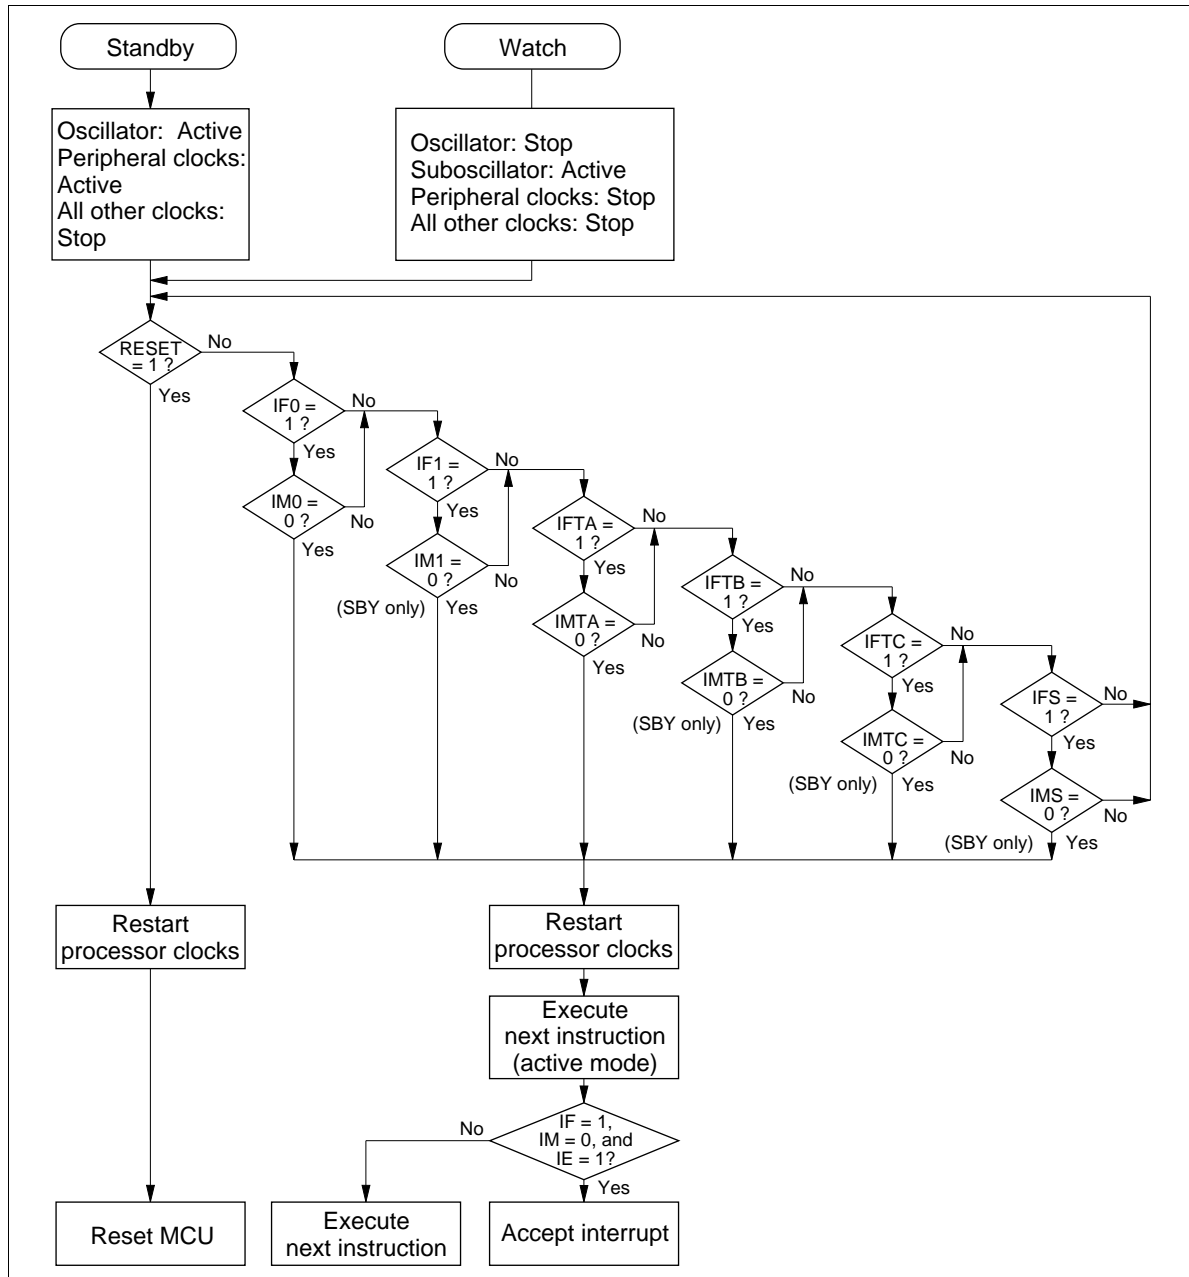 Standby
Watch
Oscillator: Active
Peripheral clocks:
Active
All other clocks:
Stop
Oscillator: Stop
Suboscillator: Active
Peripheral clocks: Stop
All other clocks: Stop
RESET
= 1 ?
No
Yes
IF0 =
1 ?
No
Yes
IM0 =
0 ?
No
Yes
IF1 =
1 ?
No
Yes
IM1 =
0 ?
No
(SBY only)
Yes
IFTA =
1 ?
No
Yes
IMTA =
0 ?
No
Yes
IFTB =
1 ?
No
Yes
IMTB =
0 ?
No
(SBY only)
Yes
IFTC =
1 ?
No
Yes
IMTC =
0 ?
No
(SBY only)
Yes
IFS =
1 ?
No
Yes
IMS =
0 ?
No
(SBY only)
Yes
Restart
processor clocks
Restart
processor clocks
Execute
next instruction
(active mode)
IF = 1,
IM = 0, and
IE = 1?
No
Yes
Reset MCU
Execute
next instruction
Accept interrupt